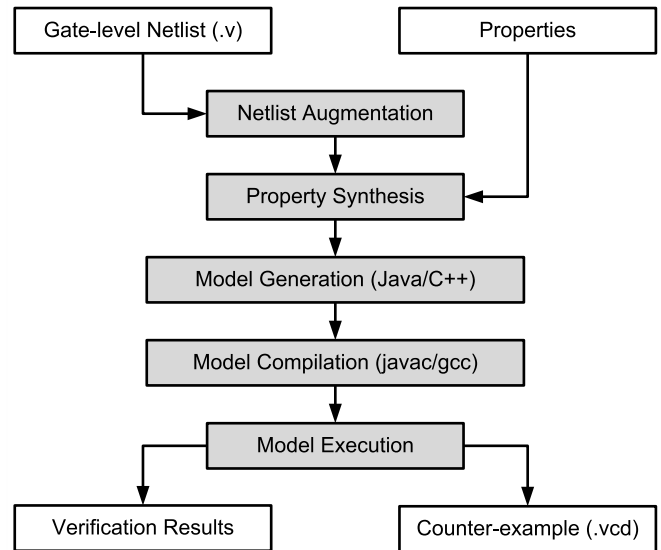 Gate-level Netlist (.v)
Properties
Netlist Augmentation
Property Synthesis
Model Generation (Java/C++)
Model Compilation (javac/gcc)
Model Execution
Verification Results
Counter-example (.vcd)